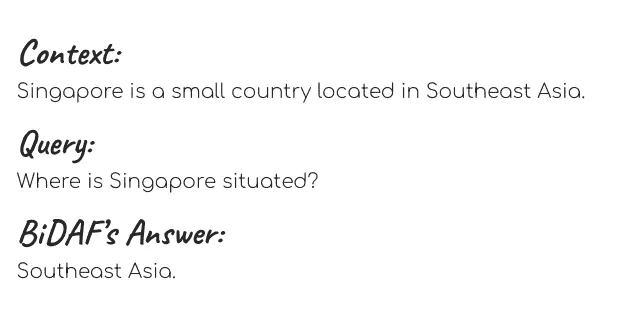 Context:
Singapore is a small country located in Southeast Asia.
Query:
Where is Singapore situated?
BiDAF's Answer:
Southeast Asia.